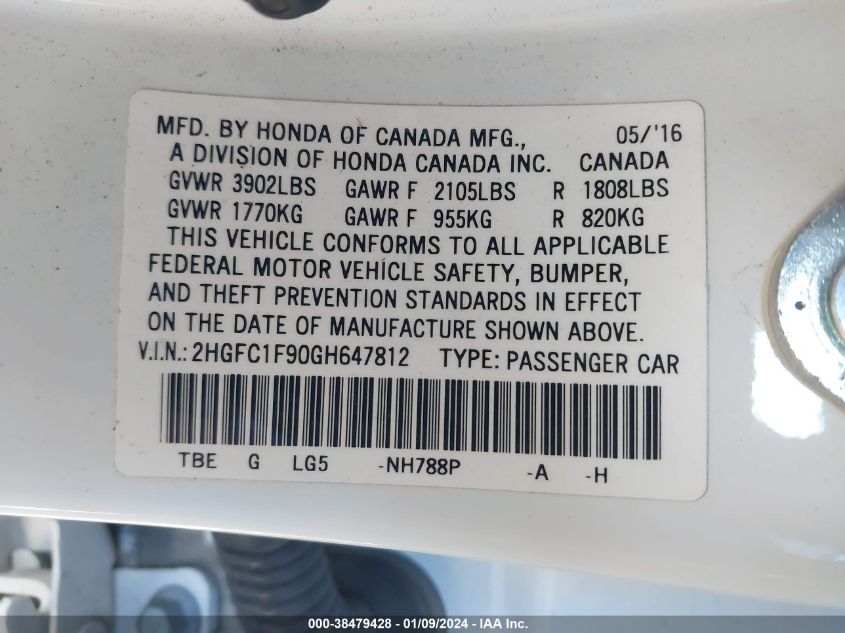 MFD. BY HONDA OF CANADA MFG., 05/'16
A DIVISION OF HONDA CANADA INC. CANADA
GVWR 3902LBS GAWR F 2105LBS R 1808LBS
GVWR 1770KG GAWR F 955KG R 820KG
THIS VEHICLE CONFORMS TO ALL APPLICABLE
FEDERAL MOTOR VEHICLE SAFETY, BUMPER,
AND THEFT PREVENTION STANDARDS IN EFFECT
ON THE DATE OF MANUFACTURE SHOWN ABOVE.
V.I.N.: 2HGFC1F90GH647812 TYPE: PASSENGER CAR
TBE G LG5 -NH788P -A -H
000-38479428 - 01/09/2024 - IAA Inc.